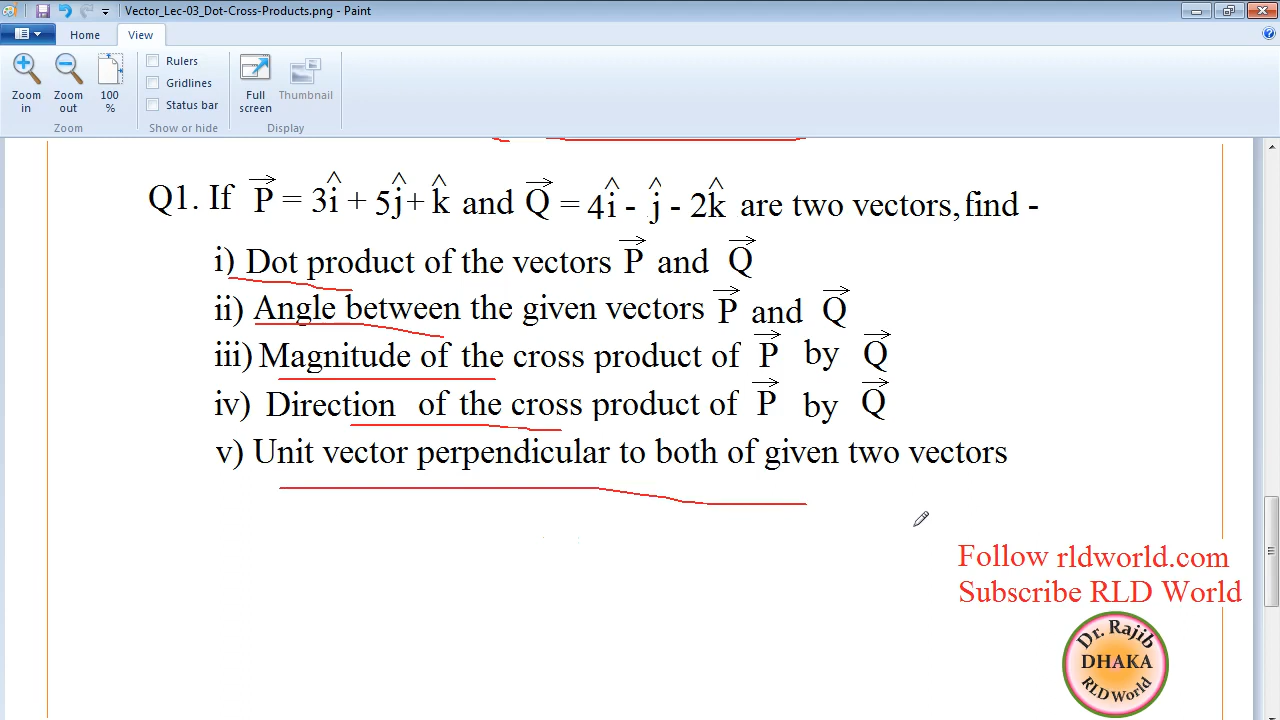 Vector_Lec-03_Dot-Cross-Products.png - Paint
Home View
Zoom in
Zoom out
100 %
Rulers
Gridlines
Status bar
Full screen
Thumbnail
Zoom
Show or hide
Display
Q1. If P⃗ = 3î + 5ĵ + k̂ and Q⃗ = 4î - ĵ - 2k̂ are two vectors, find -
i) Dot product of the vectors P⃗ and Q⃗
ii) Angle between the given vectors P⃗ and Q⃗
iii) Magnitude of the cross product of P⃗ by Q⃗
iv) Direction of the cross product of P⃗ by Q⃗
v) Unit vector perpendicular to both of given two vectors
Follow rldworld.com
Subscribe RLD World
Dr. Rajib
DHAKA
RLD World